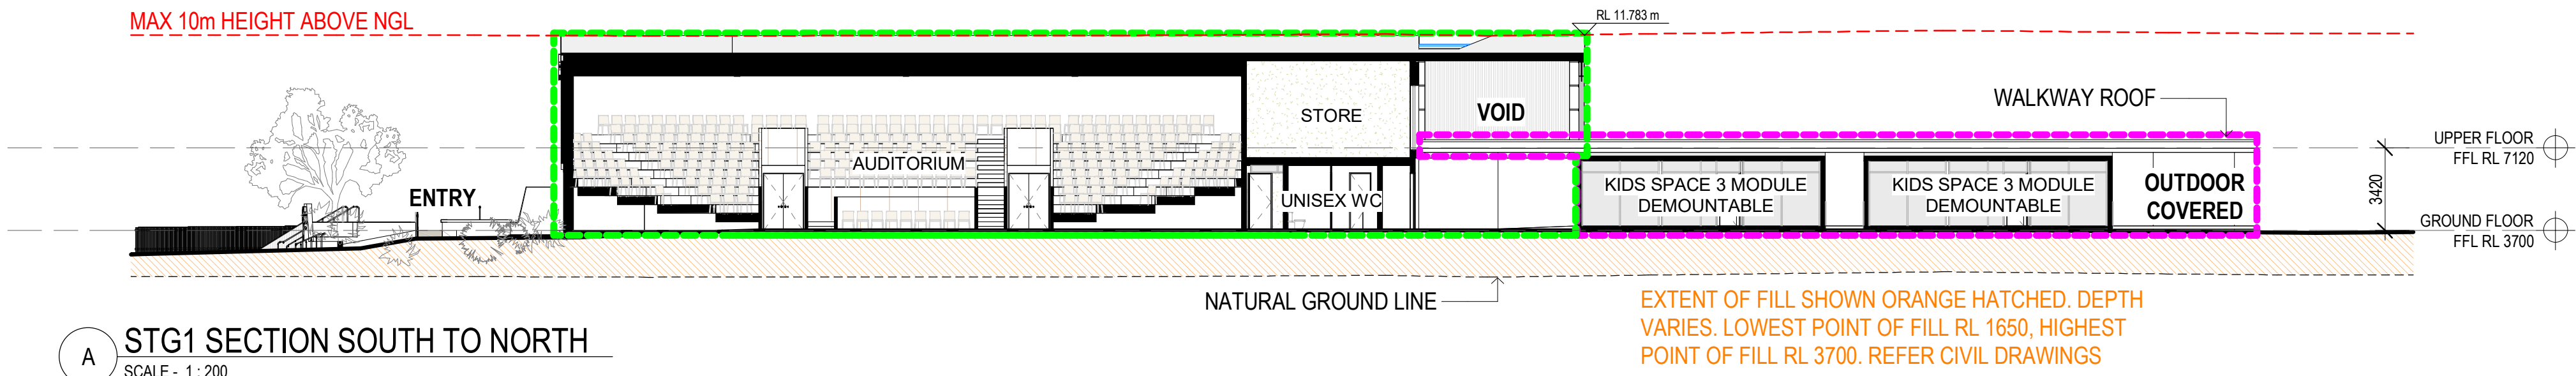 MAX 10m HEIGHT ABOVE NGL
RL 11.783 m
WALKWAY ROOF
STORE
VOID
UPPER FLOOR
FFL RL 7120
AUDITORIUM
ENTRY
UNISEX WC
KIDS SPACE 3 MODULE
DEMOUNTABLE
KIDS SPACE 3 MODULE
DEMOUNTABLE
OUTDOOR
COVERED
3420
GROUND FLOOR
FFL RL 3700
NATURAL GROUND LINE
EXTENT OF FILL SHOWN ORANGE HATCHED. DEPTH
VARIES. LOWEST POINT OF FILL RL 1650, HIGHEST
POINT OF FILL RL 3700. REFER CIVIL DRAWINGS
A
STG1 SECTION SOUTH TO NORTH
SCALE - 1 : 200